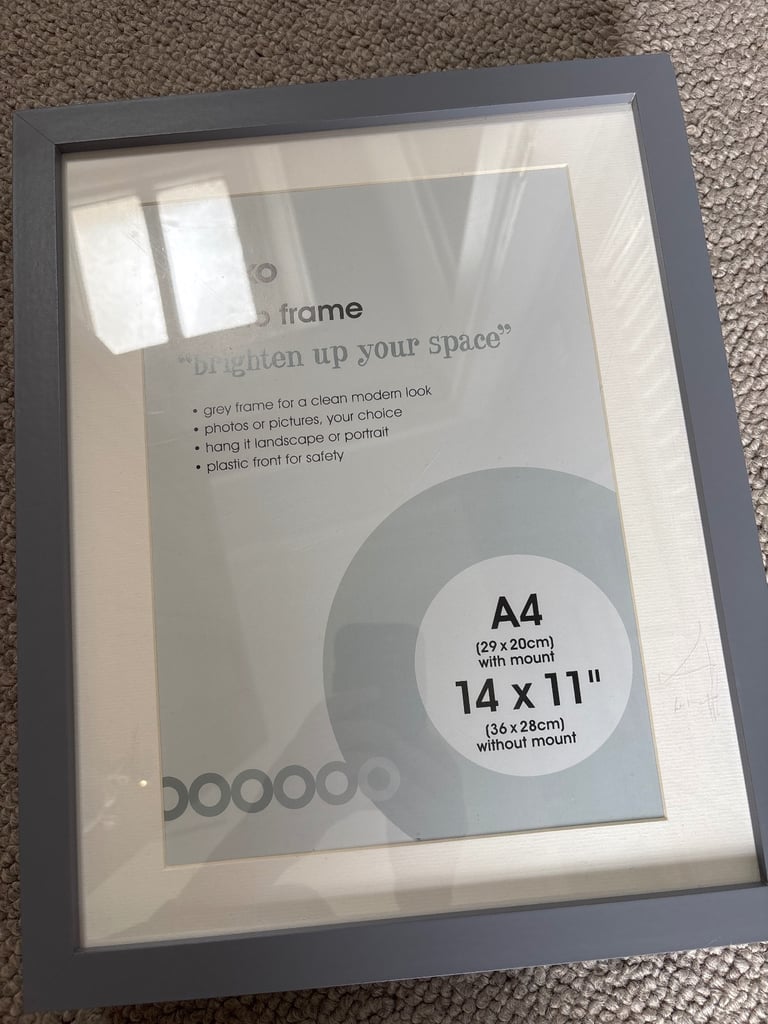 frame
“brighten up your space”
• grey frame for a clean modern look
• photos or pictures, your choice
• hang it landscape or portrait
• plastic front for safety
A4
(29 x 20cm)
with mount
14 x 11"
(36 x 28cm)
without mount